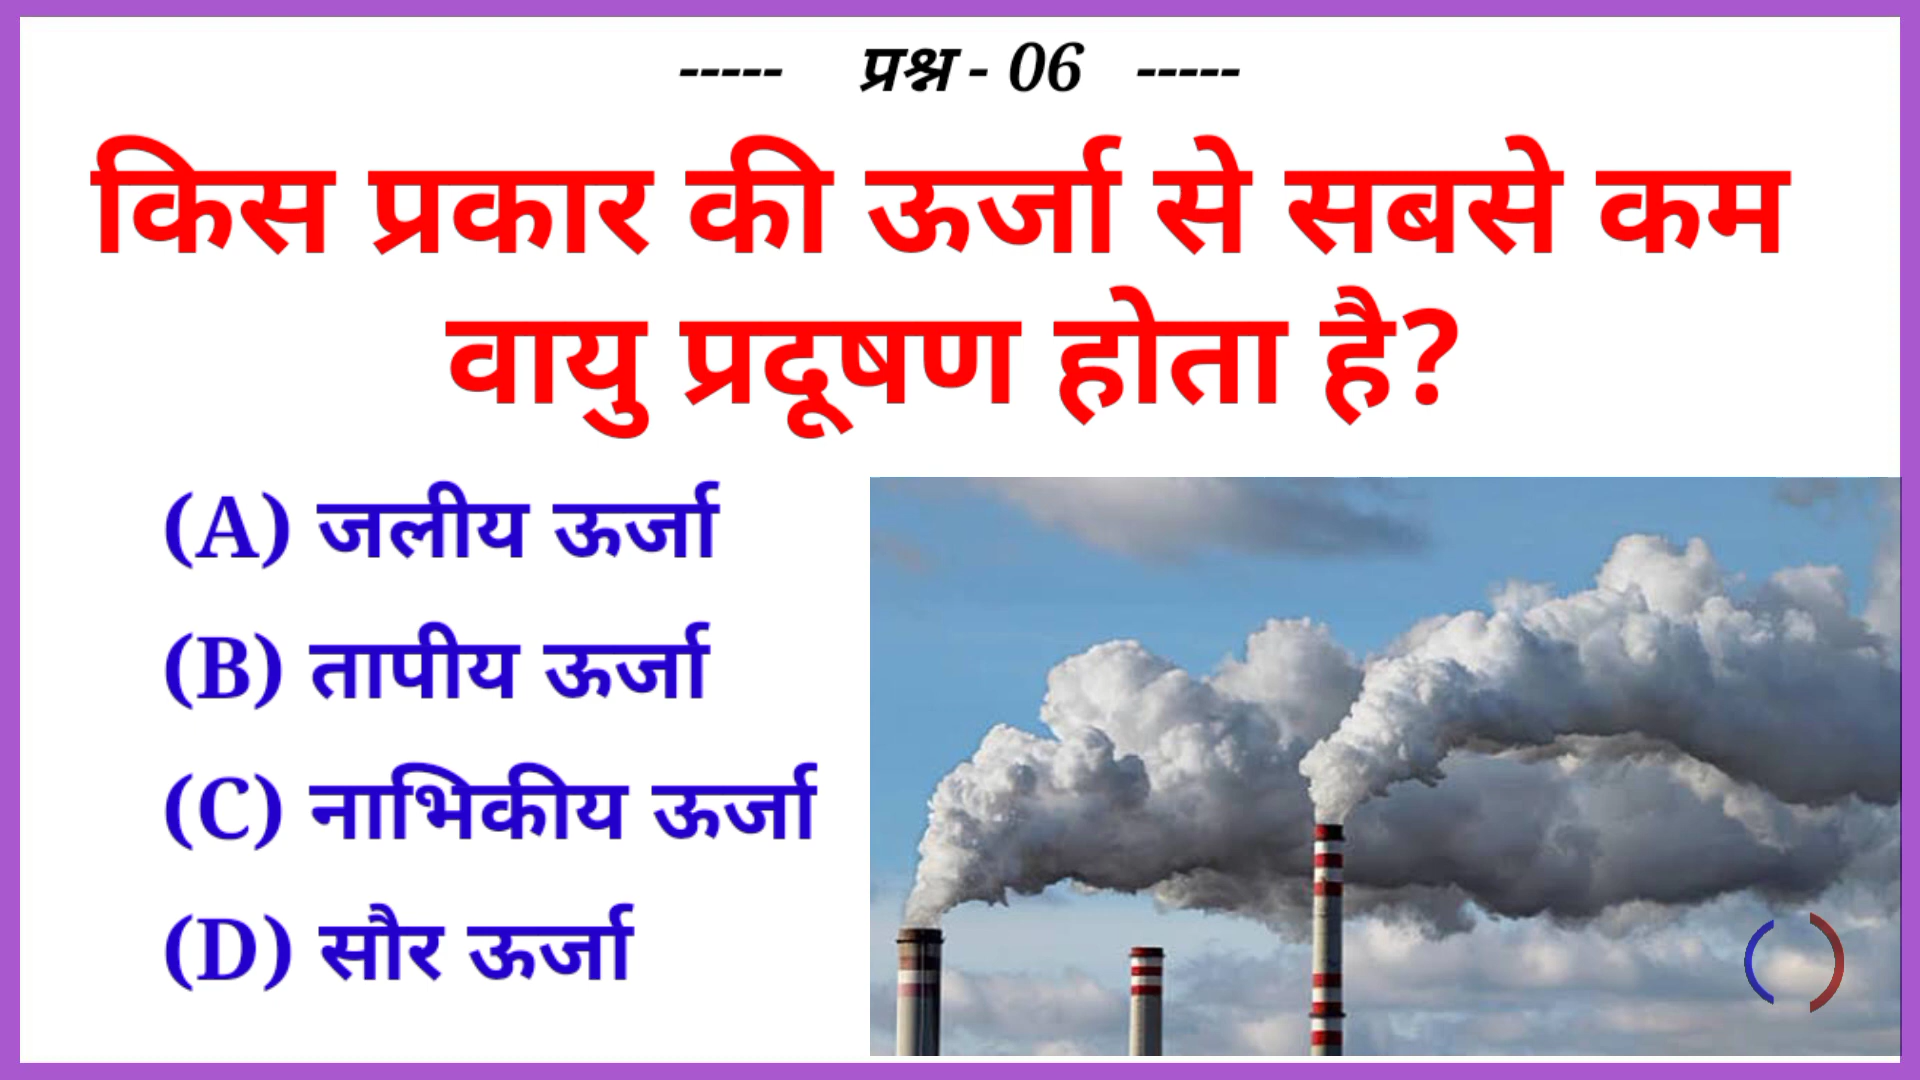 ----- प्रश्न - 06 -----
किस प्रकार की ऊर्जा से सबसे कम
वायु प्रदूषण होता है?
(A) जलीय ऊर्जा
(B) तापीय ऊर्जा
(C) नाभिकीय ऊर्जा
(D) सौर ऊर्जा